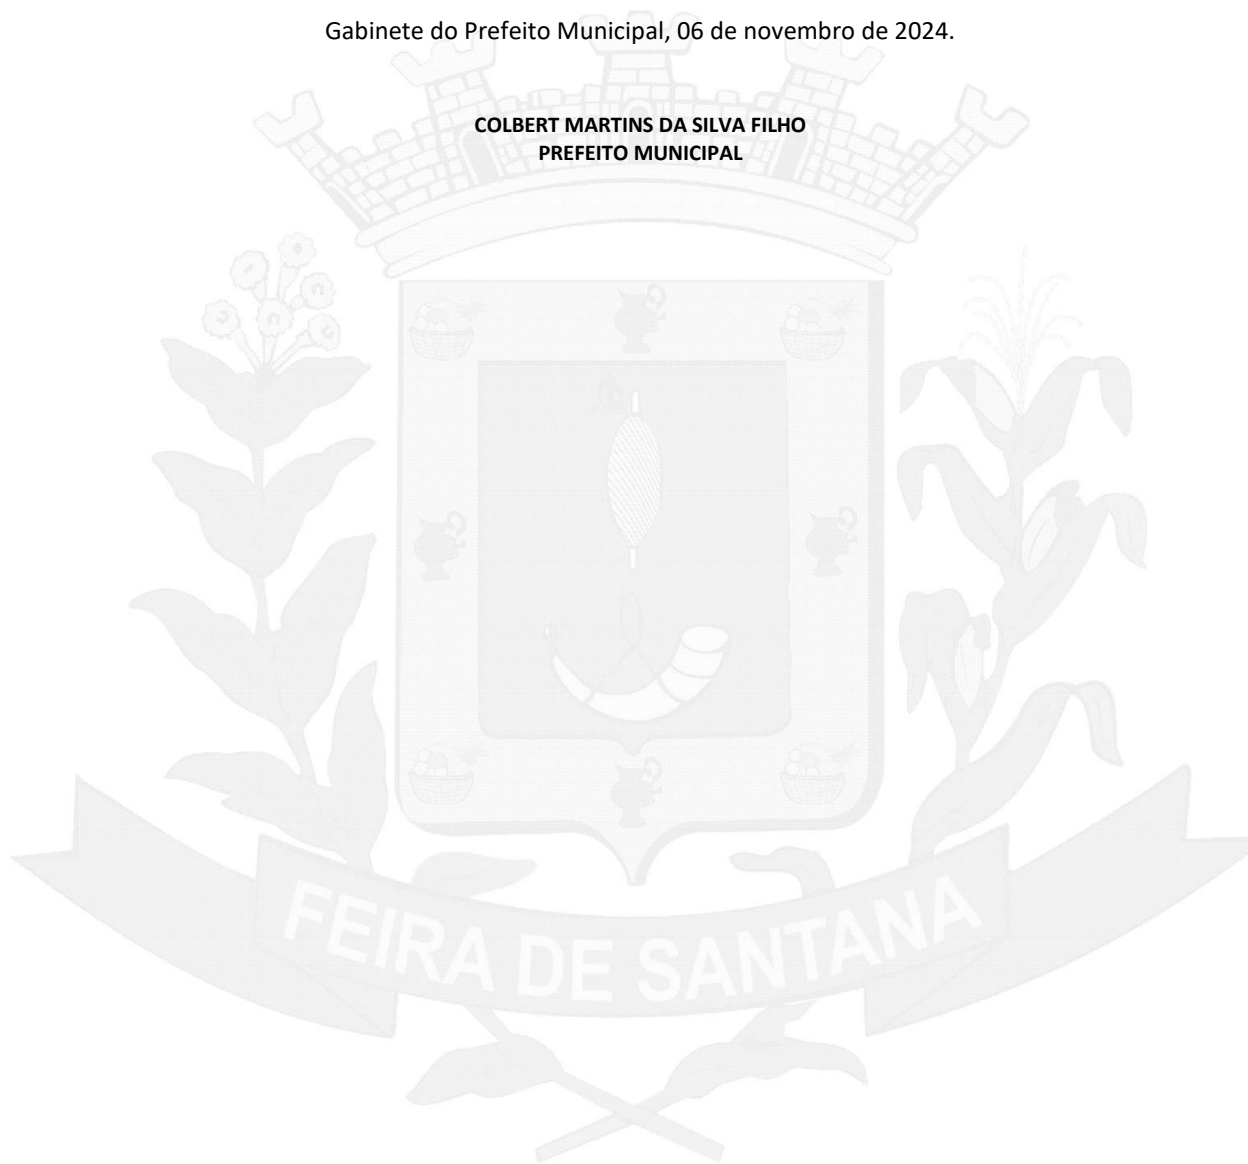 Gabinete do Prefeito Municipal, 06 de novembro de 2024.
COLBERT MARTINS DA SILVA FILHO
PREFEITO MUNICIPAL
FEIRA DE SANTANA